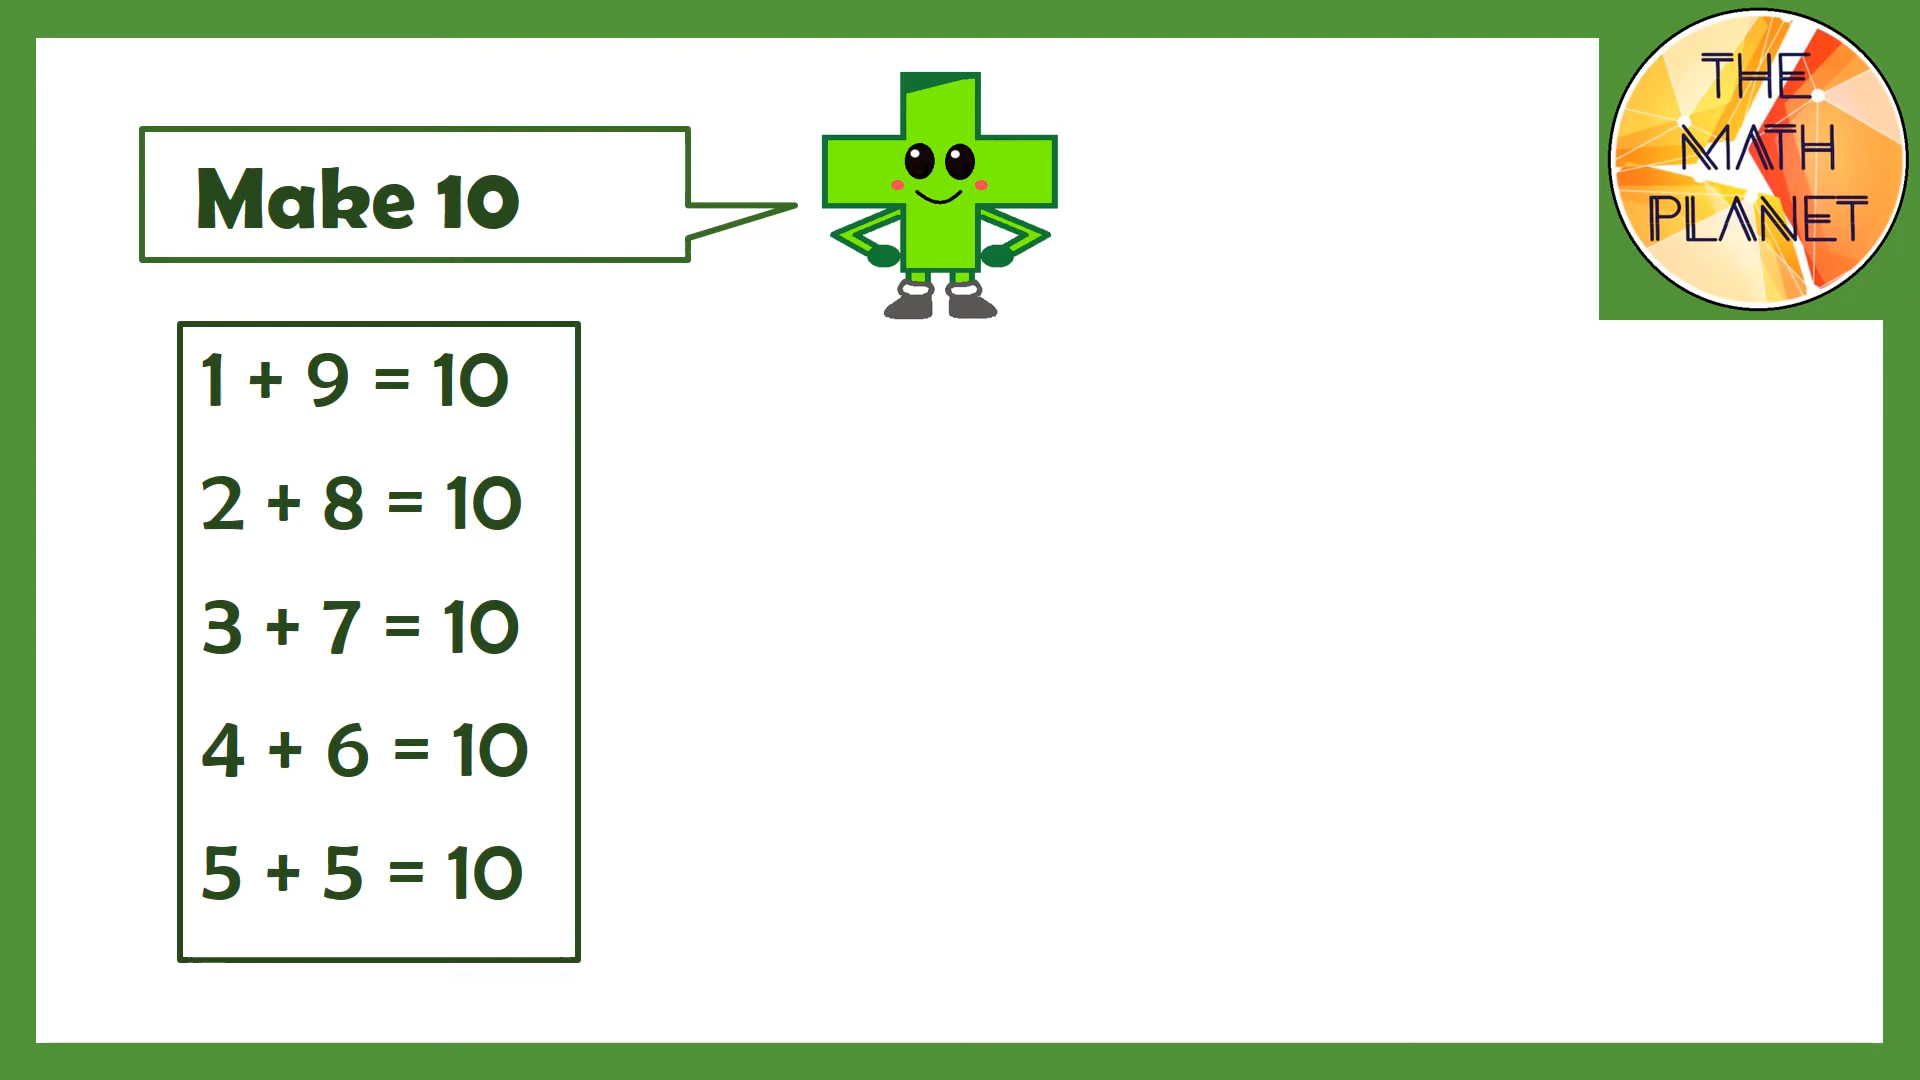 Make 10
THE
MATH
PLANET
1 + 9 = 10
2 + 8 = 10
3 + 7 = 10
4 + 6 = 10
5 + 5 = 10